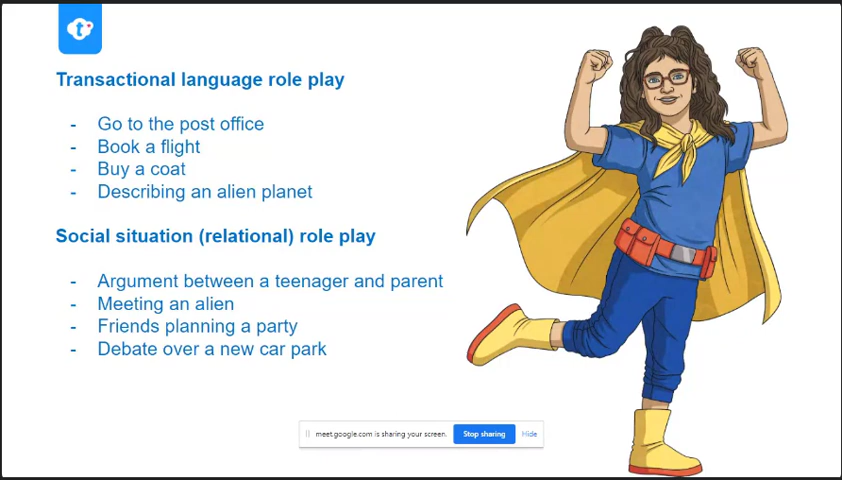 Transactional language role play
- Go to the post office
- Book a flight
- Buy a coat
- Describing an alien planet
Social situation (relational) role play
- Argument between a teenager and parent
- Meeting an alien
- Friends planning a party
- Debate over a new car park
meet.google.com is sharing your screen. Stop sharing Hide